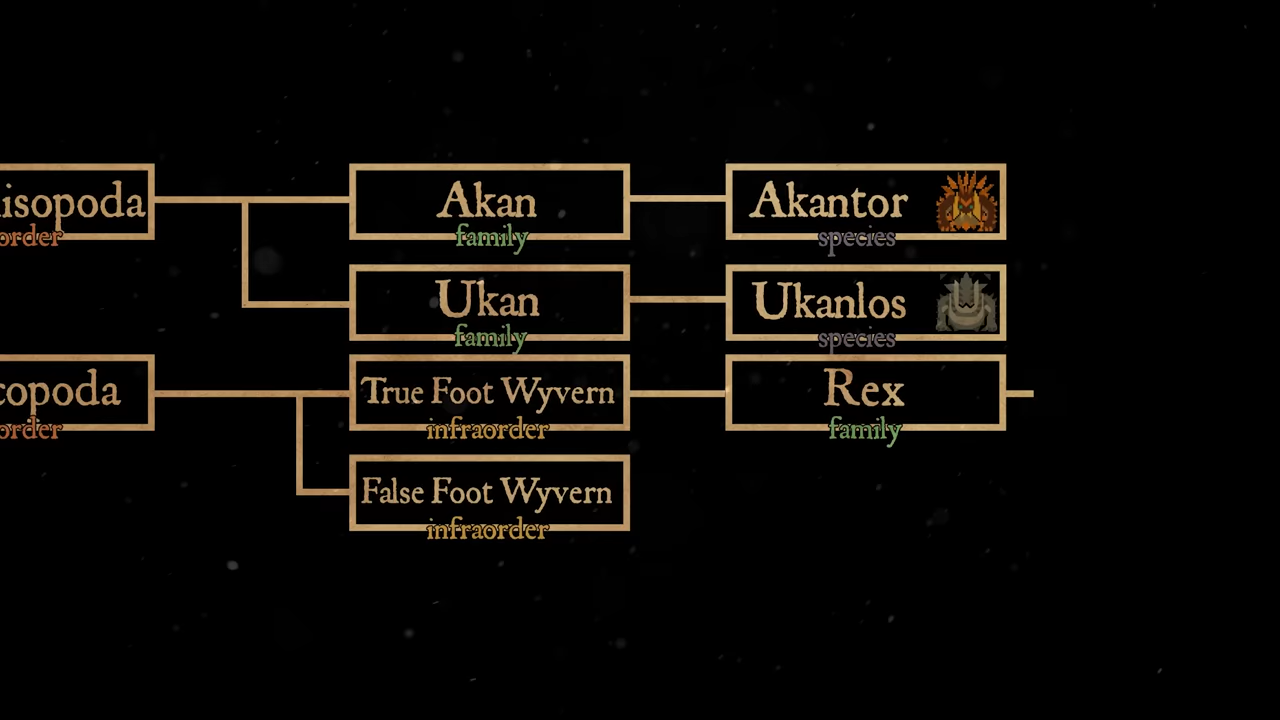 isopoda
order
Akan
family
Akantor
species
Ukan
family
Ukanlos
species
copoda
order
True Foot Wyvern
infraorder
Rex
family
False Foot Wyvern
infraorder